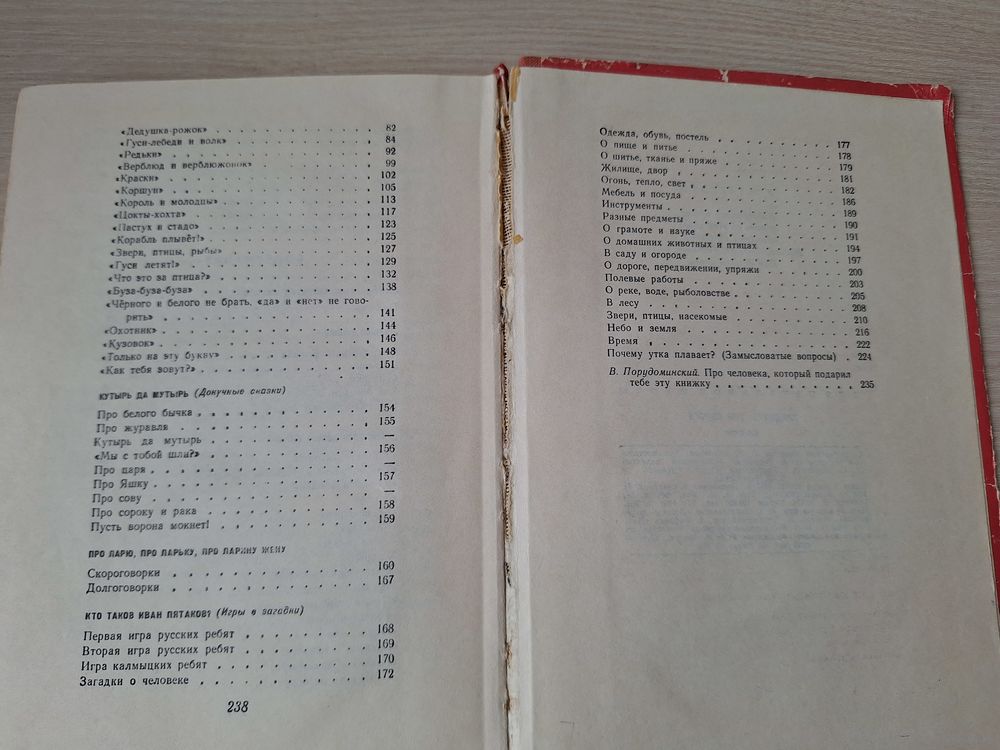 «Дедушка-рожок» . . . . . . . . . . . . 82
«Гуси-лебеди и волк» . . . . . . . . . . 84
«Редьки» . . . . . . . . . . . . . . 92
«Верблюд и верблюжонок» . . . . . . . . 99
«Краски» . . . . . . . . . . . . . . 102
«Коршун» . . . . . . . . . . . . . . 105
«Король и молодцы» . . . . . . . . . . 113
«Цокты-хохта» . . . . . . . . . . . . 117
«Пастух и стадо» . . . . . . . . . . . 123
«Корабль плывёт!» . . . . . . . . . . . 125
«Звери, птицы, рыбы» . . . . . . . . . . 127
«Гуси летят!» . . . . . . . . . . . . 129
«Что это за птица?» . . . . . . . . . . 132
«Буза-буза-буза» . . . . . . . . . . . 138
«Чёрного и белого не брать, «да» и «нет» не гово-
рить» . . . . . . . . . . . . . . 141
«Охотник» . . . . . . . . . . . . . . 144
«Кузовок» . . . . . . . . . . . . . . 146
«Только на эту букву» . . . . . . . . . . 148
«Как тебя зовут?» . . . . . . . . . . . 151
КУТЫРЬ ДА МУТЫРЬ (Докучные сказки)
Про белого бычка . . . . . . . . . . . 154
Про журавля . . . . . . . . . . . . . 155
Кутырь да мутырь . . . . . . . . . . . —
«Мы с тобой шли?» . . . . . . . . . . . 156
Про царя . . . . . . . . . . . . . . —
Про Яшку . . . . . . . . . . . . . . 157
Про сову . . . . . . . . . . . . . . —
Про сороку и рака . . . . . . . . . . . 158
Пусть ворона мокнет! . . . . . . . . . . 159
ПРО ЛАРЮ, ПРО ЛАРЬКУ, ПРО ЛАРИНУ ЖЕНУ
Скороговорки . . . . . . . . . . . . . 160
Долгоговорки . . . . . . . . . . . . . 167
КТО ТАКОВ ИВАН ПЯТАКОВ? (Игры в загадки)
Первая игра русских ребят . . . . . . . . 168
Вторая игра русских ребят . . . . . . . . 169
Игра калмыцких ребят . . . . . . . . . . 170
Загадки о человеке . . . . . . . . . . . 172
238
Одежда, обувь, постель . . . . . . . . . 177
О пище и питье . . . . . . . . . . . . 178
О шитье, тканье и пряже . . . . . . . . . 179
Жилище, двор . . . . . . . . . . . . . 181
Огонь, тепло, свет . . . . . . . . . . . 182
Мебель и посуда . . . . . . . . . . . . 186
Инструменты . . . . . . . . . . . . . 189
Разные предметы . . . . . . . . . . . . 190
О грамоте и науке . . . . . . . . . . . 191
О домашних животных и птицах . . . . . . . 194
В саду и огороде . . . . . . . . . . . 197
О дороге, передвижении, упряжи . . . . . . 200
Полевые работы . . . . . . . . . . . . 203
О реке, воде, рыболовстве . . . . . . . . 205
В лесу . . . . . . . . . . . . . . . 208
Звери, птицы, насекомые . . . . . . . . . 210
Небо и земля . . . . . . . . . . . . . 216
Время . . . . . . . . . . . . . . . 222
Почему утка плавает? (Замысловатые вопросы) . 224
В. Порудоминский. Про человека, который подарил
тебе эту книжку . . . . . . . . . . . 235